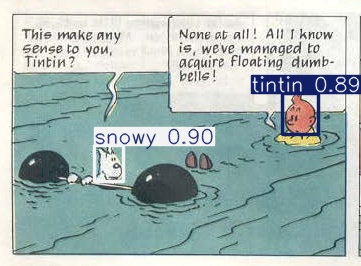 This make any
sense to you,
Tintin?
None at all! All I know
is, we've managed to
acquire floating dumb-
bells!
tintin 0.89
snowy 0.90